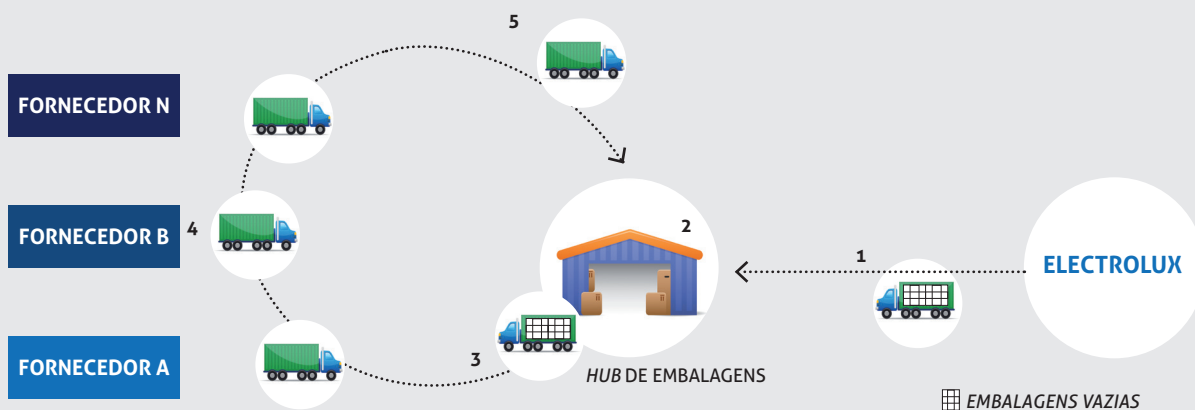 5
FORNECEDOR N
2
4
FORNECEDOR B
1
ELECTROLUX
3
FORNECEDOR A
HUB DE EMBALAGENS
EMBALAGENS VAZIAS